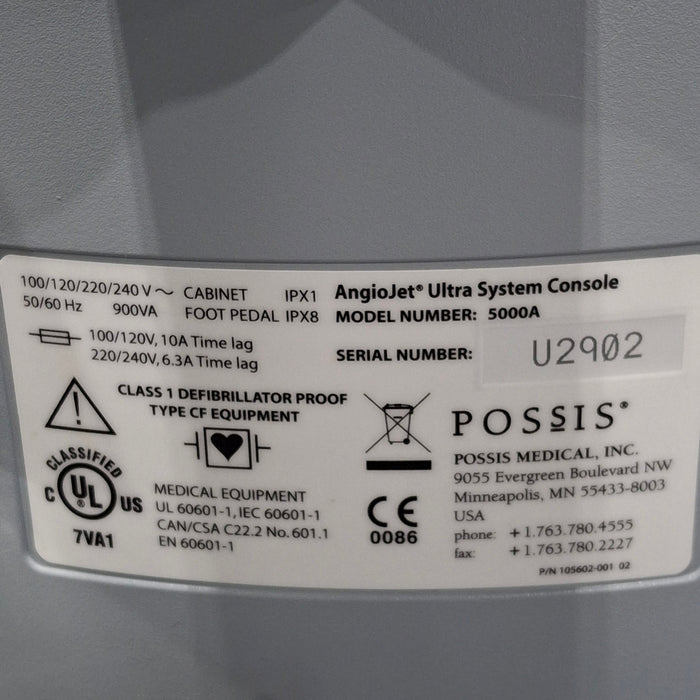 100/120/220/240 V~ CABINET IPX1
50/60 Hz 900VA FOOT PEDAL IPX8
100/120V, 10A Time lag
220/240V, 6.3A Time lag
CLASS 1 DEFIBRILLATOR PROOF
TYPE CF EQUIPMENT
CLASSIFIED
C UL® US
7VA1
MEDICAL EQUIPMENT
UL 60601-1, IEC 60601-1
CAN/CSA C22.2 No. 601.1
EN 60601-1
AngioJet® Ultra System Console
MODEL NUMBER: 5000A
SERIAL NUMBER: U2902
CE
0086
POSSIS®
POSSIS MEDICAL, INC.
9055 Evergreen Boulevard NW
Minneapolis, MN 55433-8003
USA
phone: +1.763.780.4555
fax: +1.763.780.2227
P/N 105602-001 02